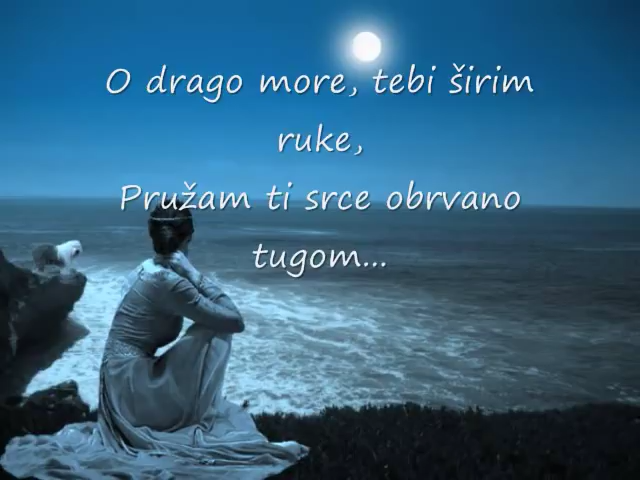 O drago more, tebi širim
ruke,
Pružam ti srce obrvano
tugom...